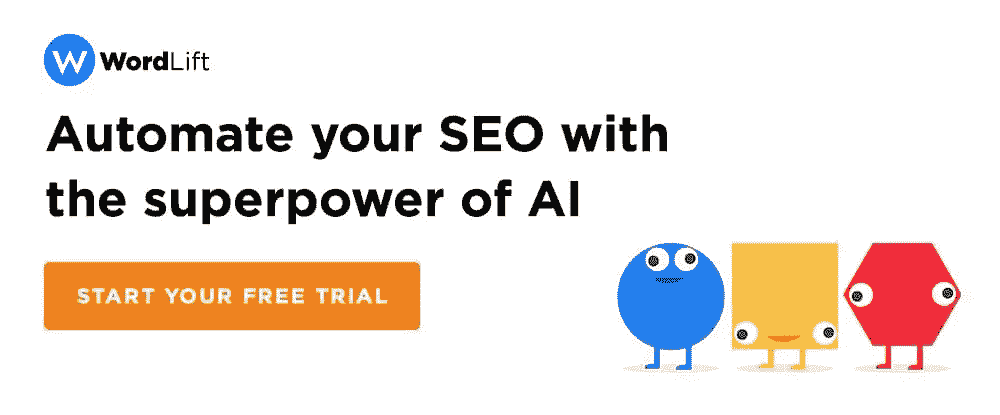 W WordLift
Automate your SEO with
the superpower of AI
START YOUR FREE TRIAL